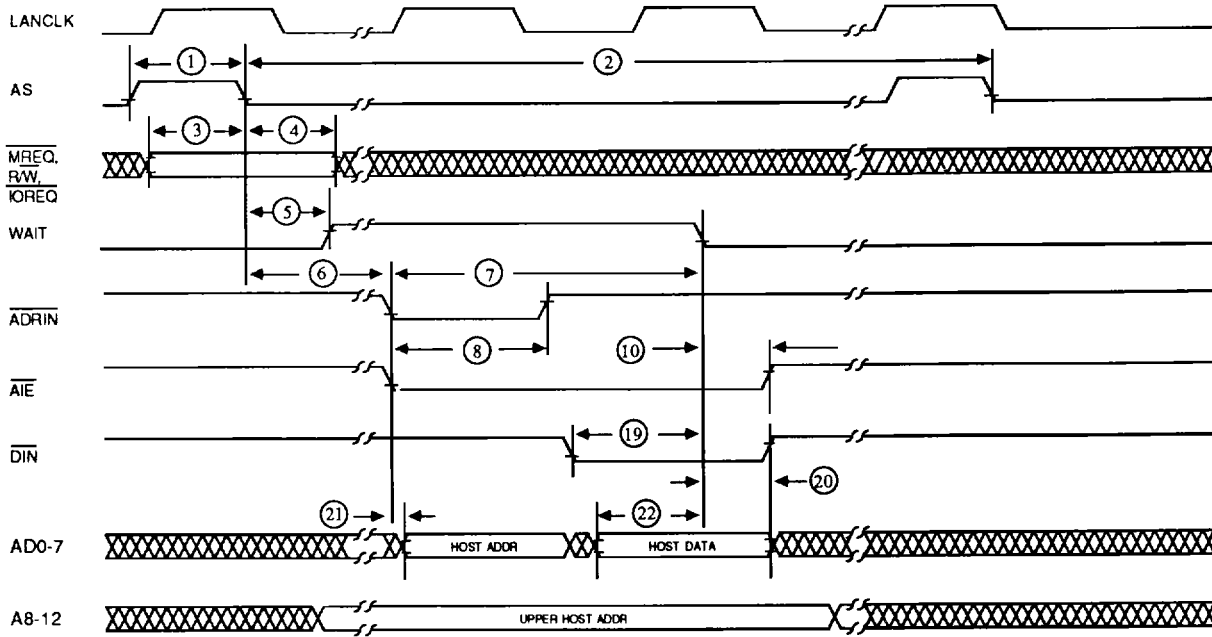 LANCLK
① ②
AS
③ ④
MREQ,
R/W,
IOREQ
⑤
WAIT
⑥ ⑦
ADRIN
⑧ ⑩
AIE
⑲
DIN
⑳
㉑ ㉒
AD0-7 HOST ADDR HOST DATA
A8-12 UPPER HOST ADDR